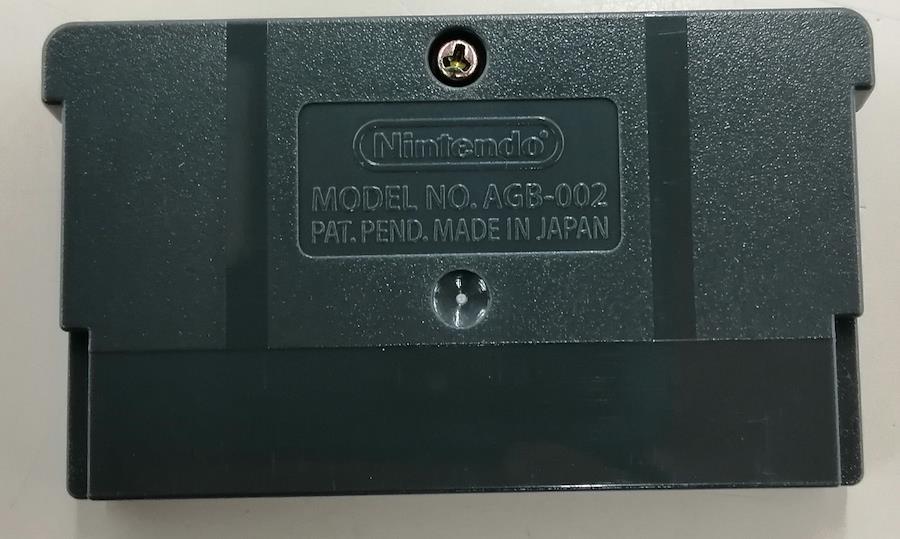 Nintendo®
MODEL NO. AGB-002
PAT. PEND. MADE IN JAPAN